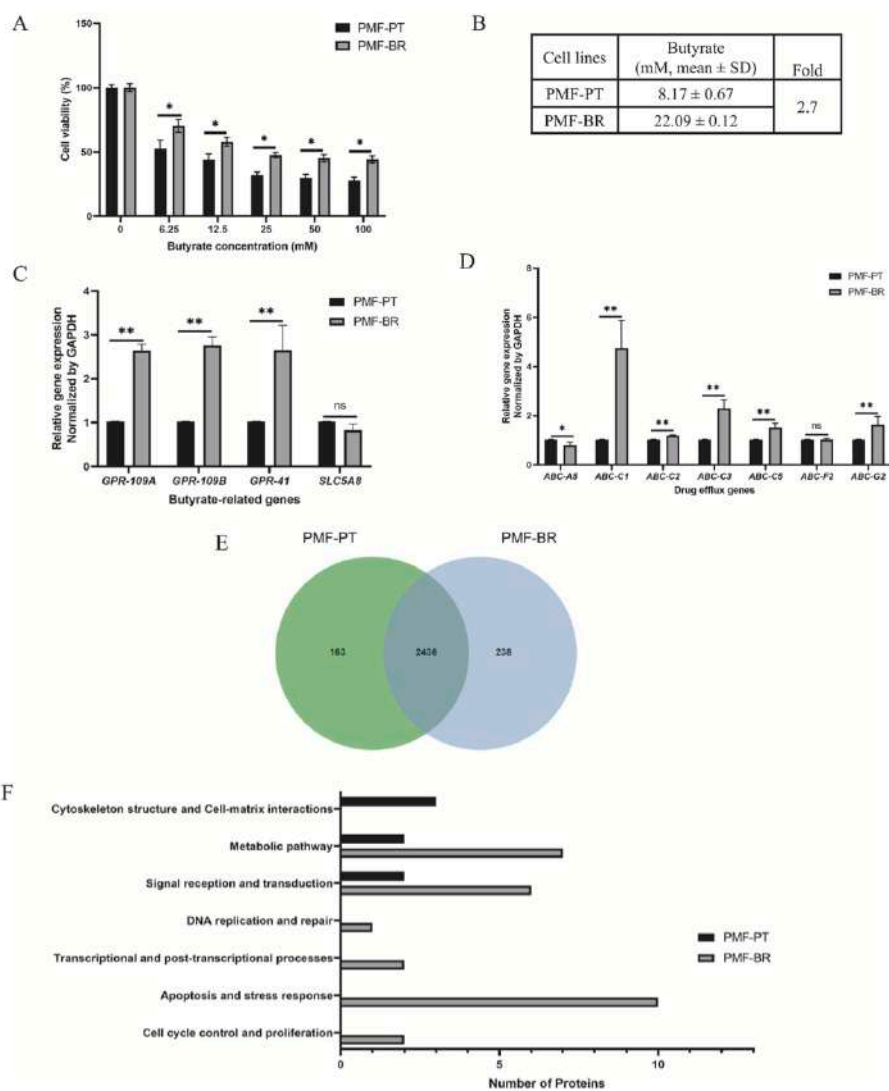 A
150
100
50
0
Cell viability (%)
PMF-PT
PMF-BR
* * * * *
0 6.25 12.5 25 50 100
Butyrate concentration (mM)
B
Cell lines
Butyrate
(mM, mean ± SD)
Fold
PMF-PT 8.17 ± 0.67
PMF-BR 22.09 ± 0.12
2.7
C
4
3
2
1
0
Relative gene expression
Normalized by GAPDH
PMF-PT
PMF-BR
** ** ** ns
GPR-109A GPR-109B GPR-41 SLC5A8
Butyrate-related genes
D
8
6
4
2
0
Relative gene expression
Normalized by GAPDH
PMF-PT
PMF-BR
* ** ** ** ** ns **
ABC-C1 ABC-C2 ABC-C3 ABC-F2 ABC-G2
Drug efflux genes
E
PMF-PT PMF-BR
163 2436 238
F
Cytoskeleton structure and Cell-matrix interactions
Metabolic pathway
Signal reception and transduction
DNA replication and repair
Transcriptional and post-transcriptional processes
Apoptosis and stress response
Cell cycle control and proliferation
PMF-PT
PMF-BR
0 5 10
Number of Proteins